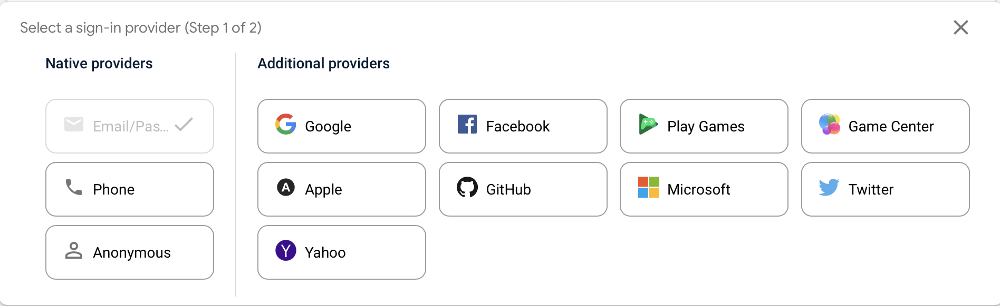 Select a sign-in provider (Step 1 of 2)
Native providers
Email/Pas...
Phone
Anonymous
Additional providers
Google
Facebook
Play Games
Game Center
Apple
GitHub
Microsoft
Twitter
Yahoo